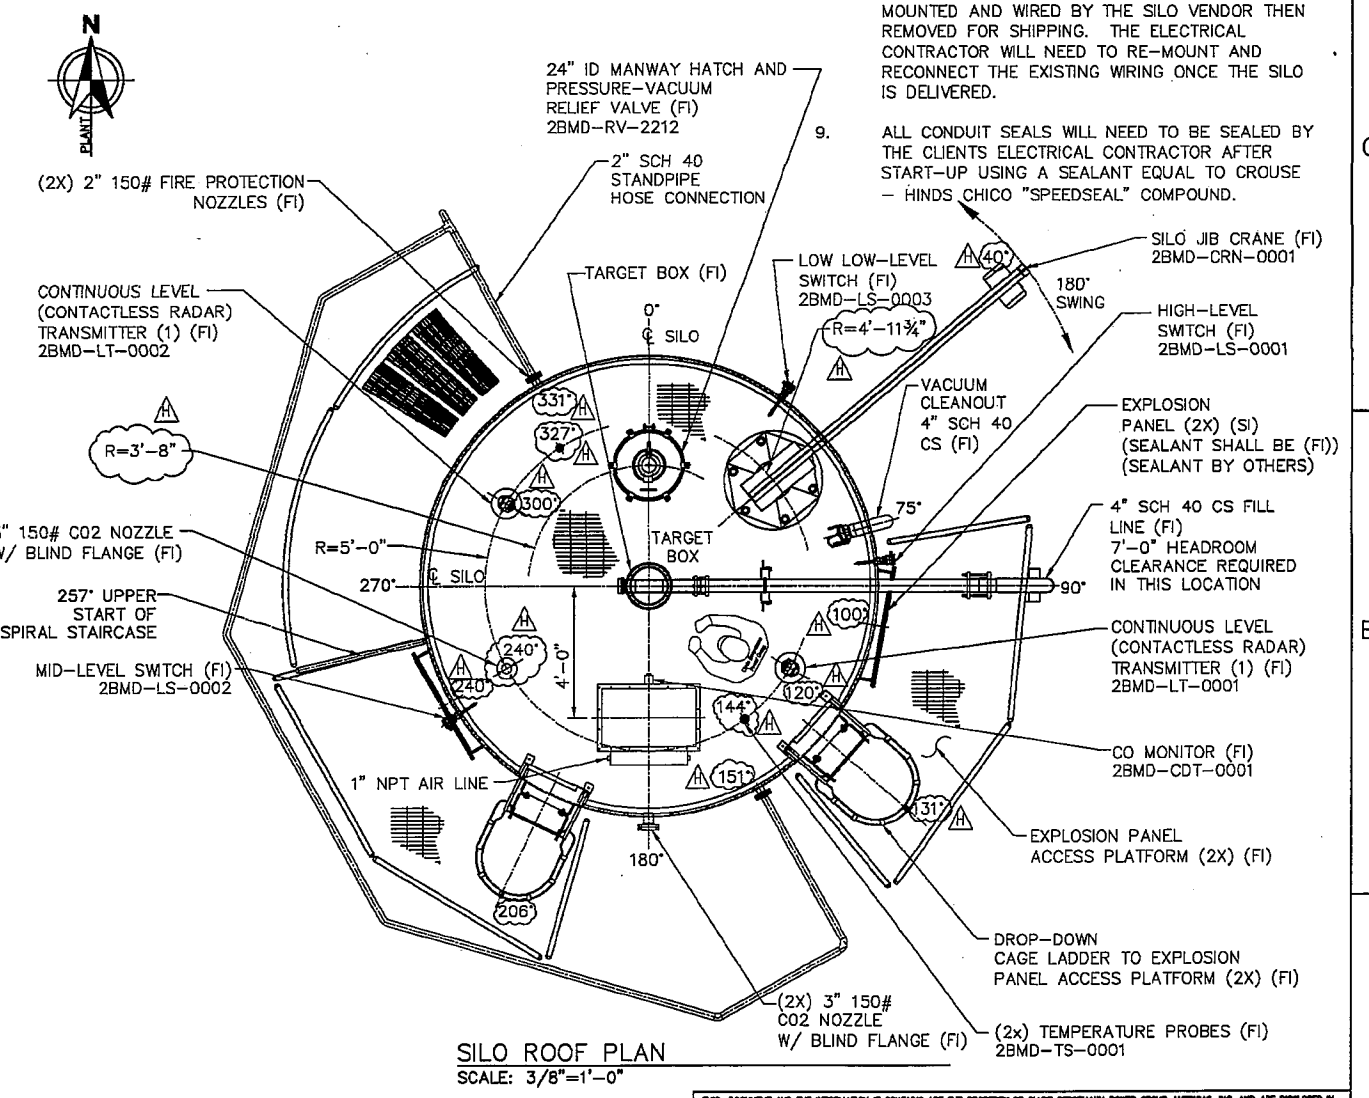 MOUNTED AND WIRED BY THE SILO VENDOR THEN
REMOVED FOR SHIPPING. THE ELECTRICAL
CONTRACTOR WILL NEED TO RE-MOUNT AND
RECONNECT THE EXISTING WIRING ONCE THE SILO
IS DELIVERED.
9. ALL CONDUIT SEALS WILL NEED TO BE SEALED BY
THE CLIENTS ELECTRICAL CONTRACTOR AFTER
START-UP USING A SEALANT EQUAL TO CROUSE
- HINDS CHICO "SPEEDSEAL" COMPOUND.
N
PLANT
24" ID MANWAY HATCH AND
PRESSURE-VACUUM
RELIEF VALVE (FI)
2BMD-RV-2212
2" SCH 40
STANDPIPE
HOSE CONNECTION
(2X) 2" 150# FIRE PROTECTION
NOZZLES (FI)
CONTINUOUS LEVEL
(CONTACTLESS RADAR)
TRANSMITTER (1) (FI)
2BMD-LT-0002
TARGET BOX (FI)
0°
℄ SILO
LOW LOW-LEVEL
SWITCH (FI)
2BMD-LS-0003
R=4'-11¾"
H
H
40°
SILO JIB CRANE (FI)
2BMD-CRN-0001
180°
SWING
HIGH-LEVEL
SWITCH (FI)
2BMD-LS-0001
VACUUM
CLEANOUT
4" SCH 40
CS (FI)
EXPLOSION
PANEL (2X) (SI)
(SEALANT SHALL BE (FI))
(SEALANT BY OTHERS)
H
R=3'-8"
331°
H
327°
H
H
300°
75°
4" SCH 40 CS FILL
LINE (FI)
7'-0" HEADROOM
CLEARANCE REQUIRED
IN THIS LOCATION
" 150# CO2 NOZZLE
W/ BLIND FLANGE (FI)
R=5'-0"
TARGET
BOX
℄ SILO
270°
90°
257° UPPER
START OF
SPIRAL STAIRCASE
H
240°
H
240°
4'-0"
H
100°
CONTINUOUS LEVEL
(CONTACTLESS RADAR)
TRANSMITTER (1) (FI)
2BMD-LT-0001
MID-LEVEL SWITCH (FI)
2BMD-LS-0002
H
120°
144°
H
CO MONITOR (FI)
2BMD-CDT-0001
1" NPT AIR LINE
H
151°
131°
H
EXPLOSION PANEL
ACCESS PLATFORM (2X) (FI)
180°
206°
DROP-DOWN
CAGE LADDER TO EXPLOSION
PANEL ACCESS PLATFORM (2X) (FI)
(2X) 3" 150#
CO2 NOZZLE
W/ BLIND FLANGE (FI)
(2x) TEMPERATURE PROBES (FI)
2BMD-TS-0001
SILO ROOF PLAN
SCALE: 3/8"=1'-0"